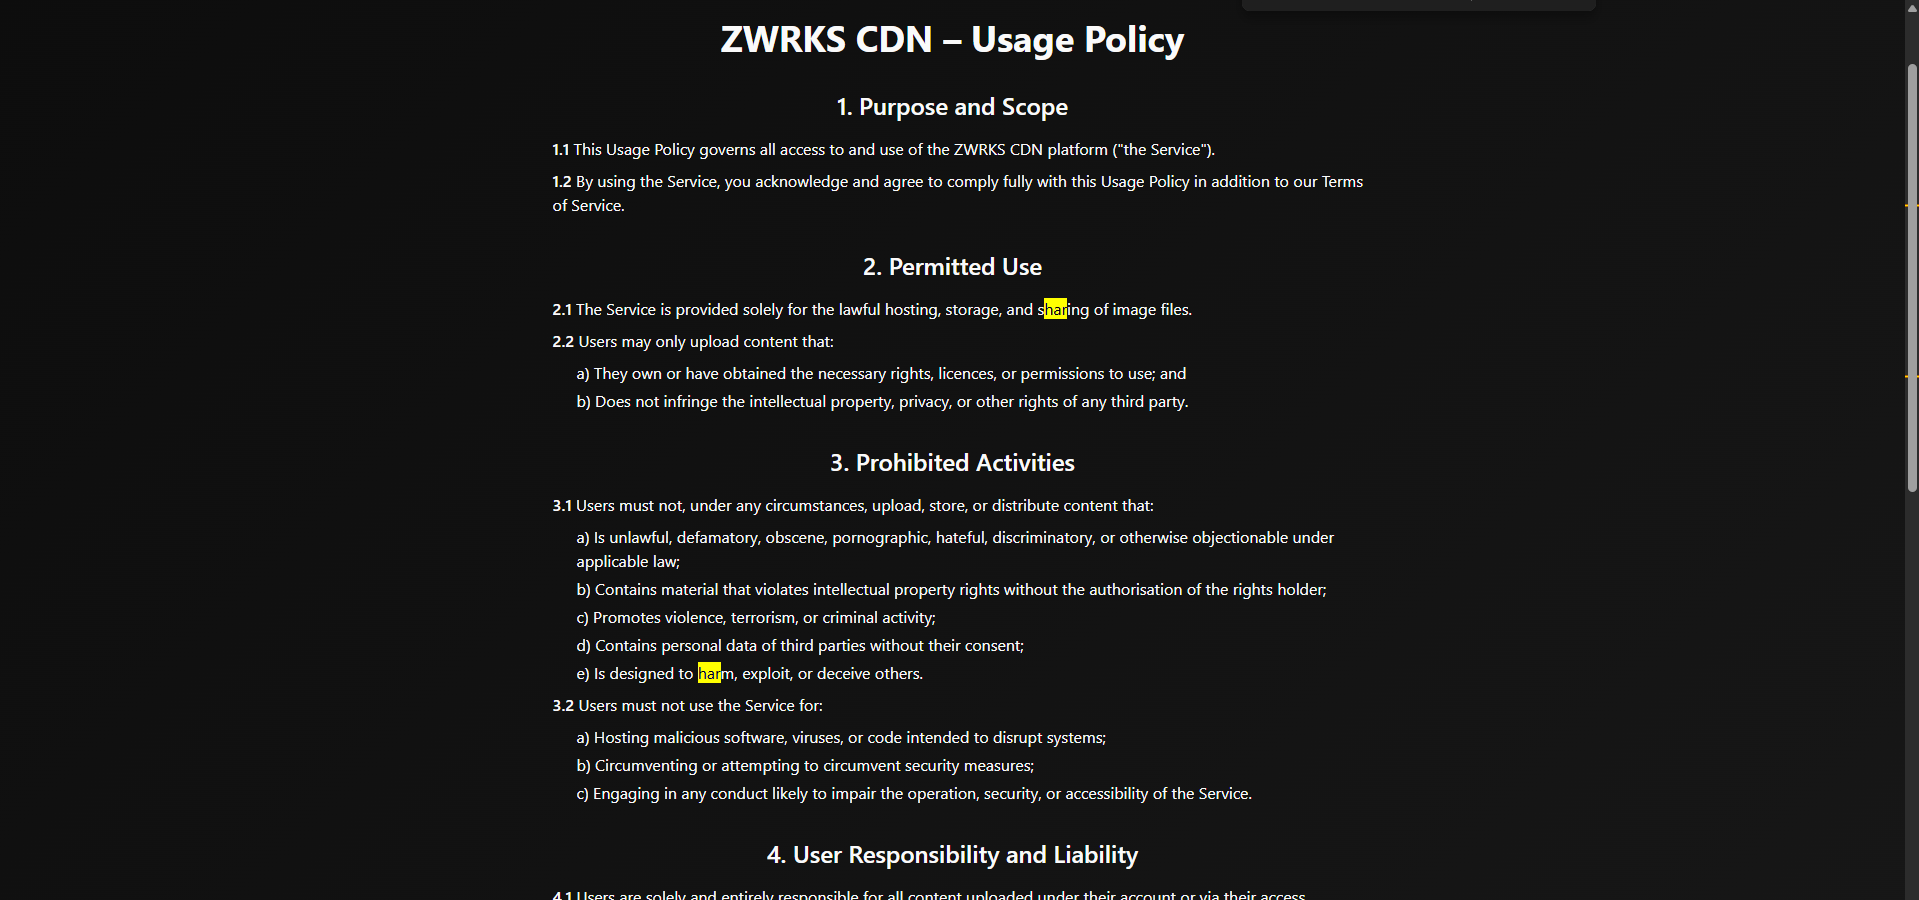 ZWRKS CDN – Usage Policy
1. Purpose and Scope
1.1 This Usage Policy governs all access to and use of the ZWRKS CDN platform ("the Service").
1.2 By using the Service, you acknowledge and agree to comply fully with this Usage Policy in addition to our Terms
of Service.
2. Permitted Use
2.1 The Service is provided solely for the lawful hosting, storage, and sharing of image files.
2.2 Users may only upload content that:
a) They own or have obtained the necessary rights, licences, or permissions to use; and
b) Does not infringe the intellectual property, privacy, or other rights of any third party.
3. Prohibited Activities
3.1 Users must not, under any circumstances, upload, store, or distribute content that:
a) Is unlawful, defamatory, obscene, pornographic, hateful, discriminatory, or otherwise objectionable under
applicable law;
b) Contains material that violates intellectual property rights without the authorisation of the rights holder;
c) Promotes violence, terrorism, or criminal activity;
d) Contains personal data of third parties without their consent;
e) Is designed to harm, exploit, or deceive others.
3.2 Users must not use the Service for:
a) Hosting malicious software, viruses, or code intended to disrupt systems;
b) Circumventing or attempting to circumvent security measures;
c) Engaging in any conduct likely to impair the operation, security, or accessibility of the Service.
4. User Responsibility and Liability
4.1 Users are solely and entirely responsible for all content uploaded under their account or via their access.